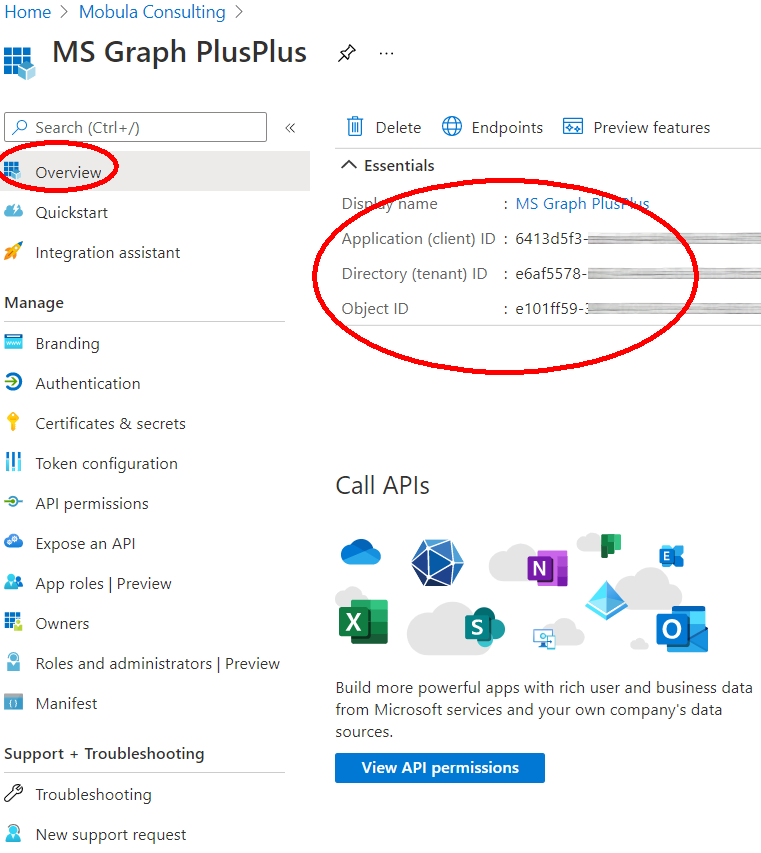 Home > Mobula Consulting >
MS Graph PlusPlus
Search (Ctrl+/)
«
Overview
Quickstart
Integration assistant
Manage
Branding
Authentication
Certificates & secrets
Token configuration
API permissions
Expose an API
App roles | Preview
Owners
Roles and administrators | Preview
Manifest
Support + Troubleshooting
Troubleshooting
New support request
Delete Endpoints Preview features
Essentials
Display name : MS Graph PlusPlus
Application (client) ID : 6413d5f3-
Directory (tenant) ID : e6af5578-
Object ID : e101ff59-
Call APIs
N
E
X
S
O
Build more powerful apps with rich user and business data
from Microsoft services and your own company's data
sources.
View API permissions